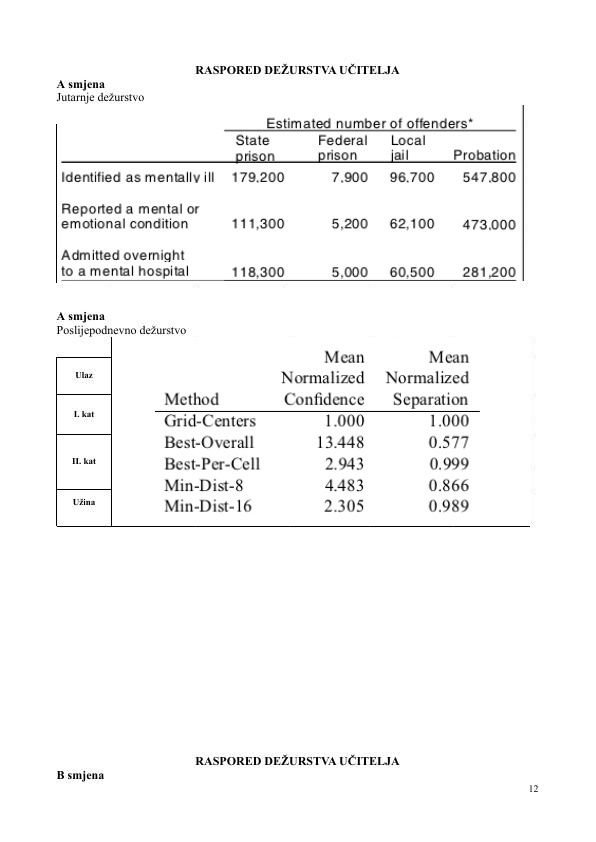 RASPORED DEŽURSTVA UČITELJA
A smjena
Jutarnje dežurstvo
Estimated number of offenders*
State prison Federal prison Local jail Probation
Identified as mentally ill 179,200 7,900 96,700 547,800
Reported a mental or
emotional condition 111,300 5,200 62,100 473,000
Admitted overnight
to a mental hospital 118,300 5,000 60,500 281,200
A smjena
Poslijepodnevno dežurstvo
Ulaz
I. kat
II. kat
Užina
Mean Mean
Normalized Normalized
Method Confidence Separation
Grid-Centers 1.000 1.000
Best-Overall 13.448 0.577
Best-Per-Cell 2.943 0.999
Min-Dist-8 4.483 0.866
Min-Dist-16 2.305 0.989
RASPORED DEŽURSTVA UČITELJA
B smjena
12